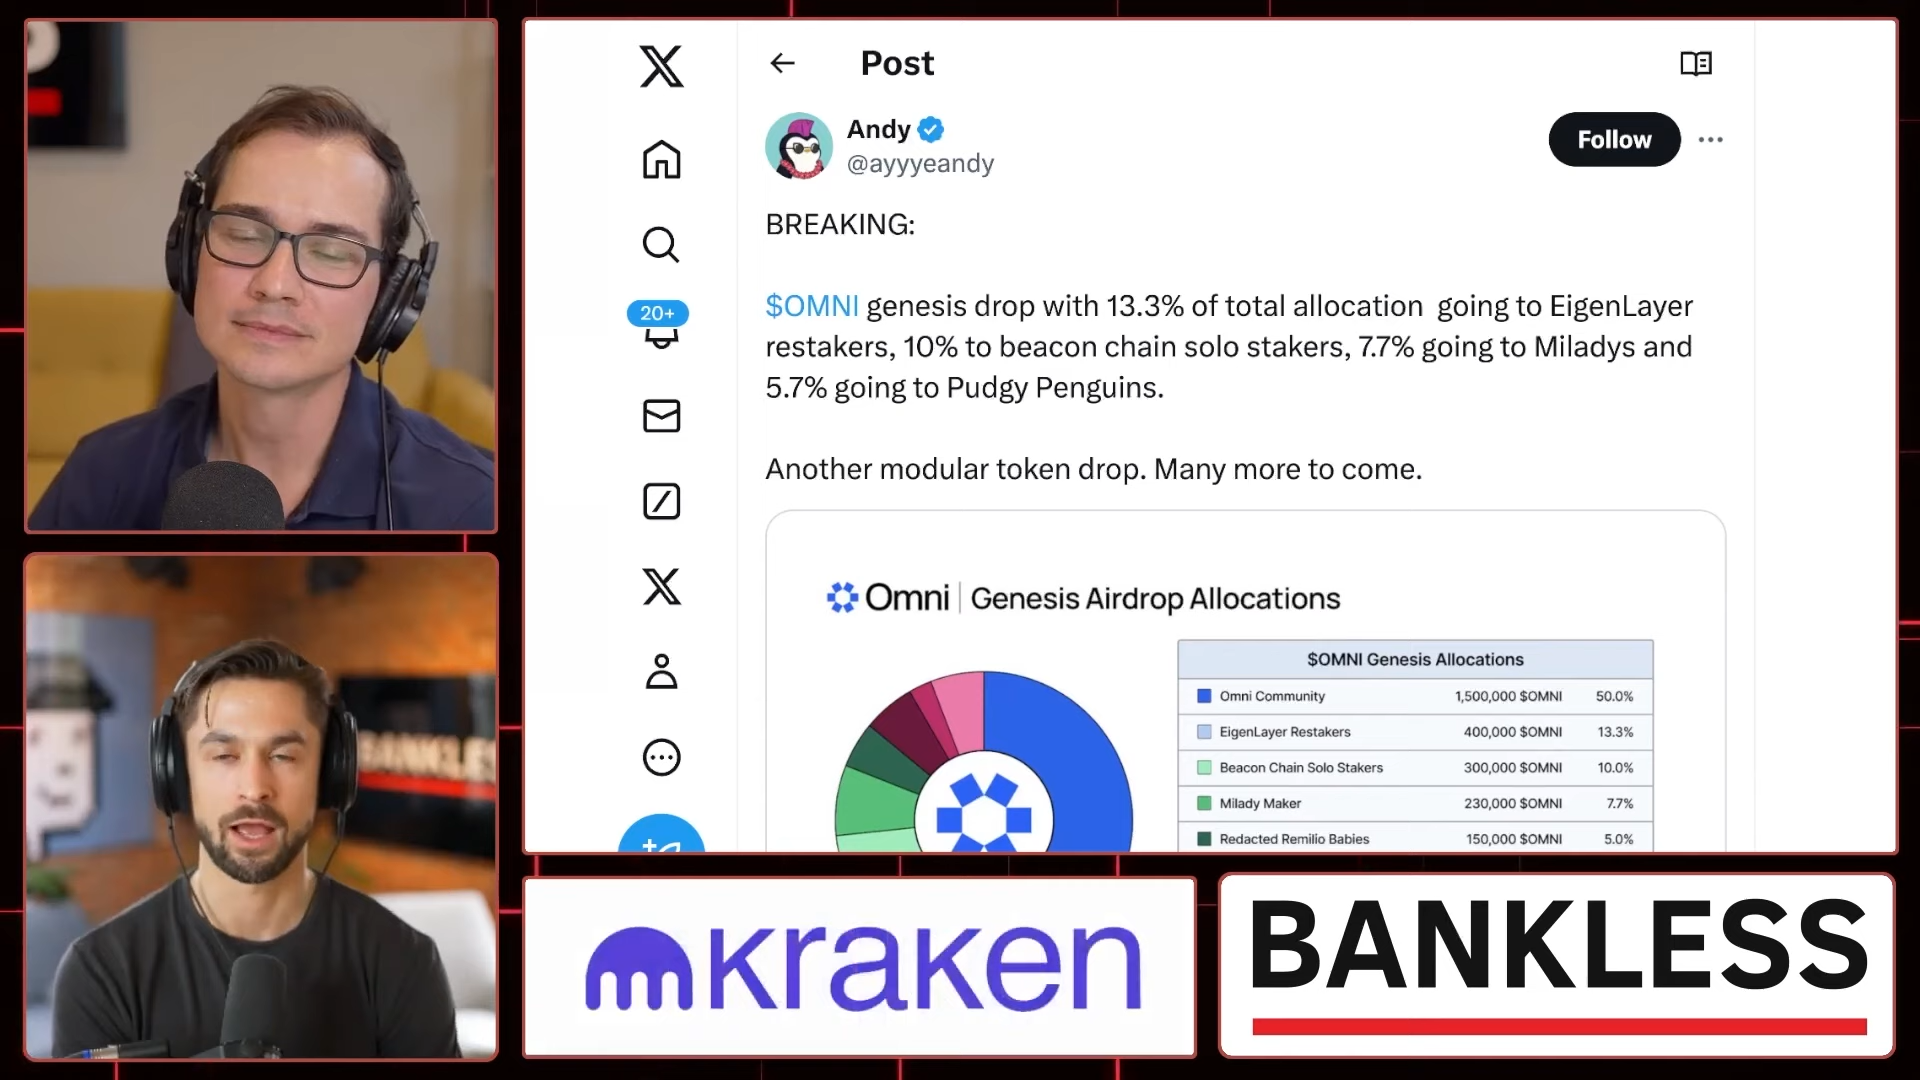 Post
Andy
@ayyyeandy
Follow
BREAKING:
20+
$OMNI genesis drop with 13.3% of total allocation going to EigenLayer
restakers, 10% to beacon chain solo stakers, 7.7% going to Miladys and
5.7% going to Pudgy Penguins.
Another modular token drop. Many more to come.
Omni | Genesis Airdrop Allocations
$OMNI Genesis Allocations
Omni Community 1,500,000 $OMNI 50.0%
EigenLayer Restakers 400,000 $OMNI 13.3%
Beacon Chain Solo Stakers 300,000 $OMNI 10.0%
Milady Maker 230,000 $OMNI 7.7%
Redacted Remilio Babies 150,000 $OMNI 5.0%
BANKLESS
kraken
BANKLESS